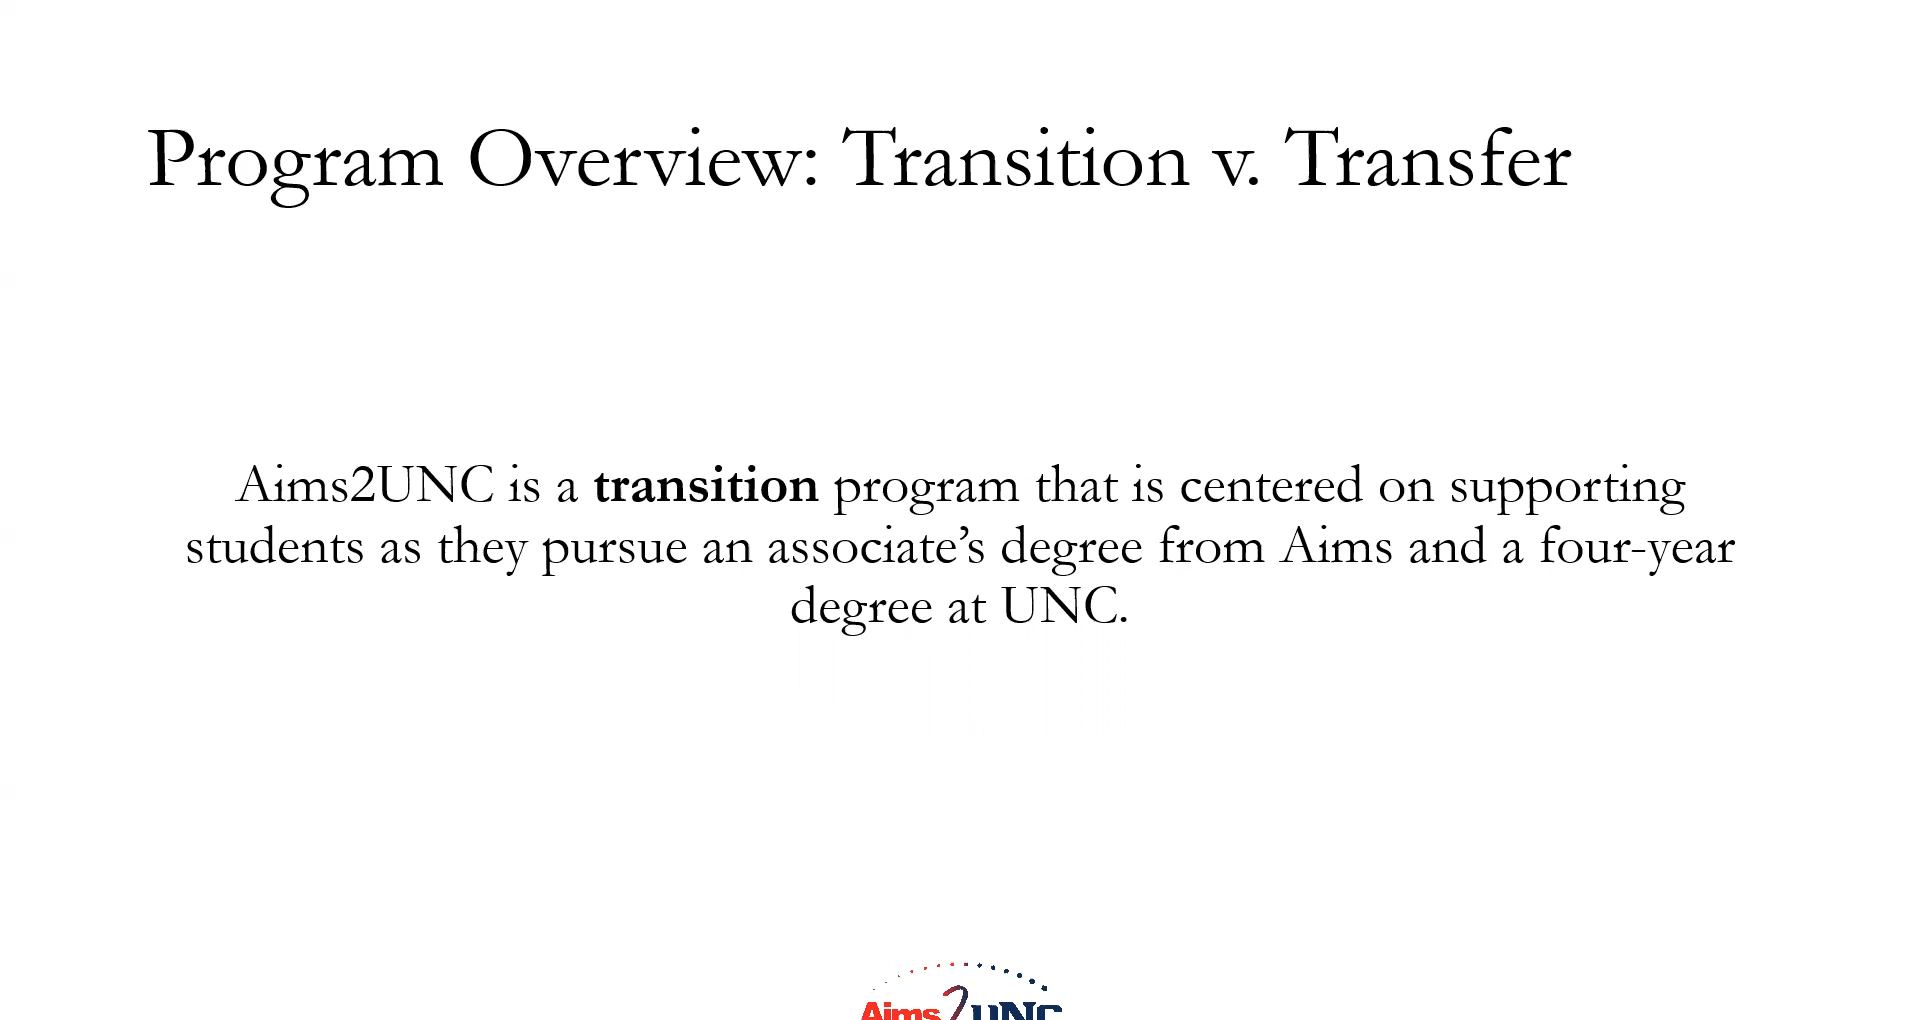 Program Overview: Transition v. Transfer
Aims2UNC is a transition program that is centered on supporting
students as they pursue an associate’s degree from Aims and a four-year
degree at UNC.
Aims2UNC